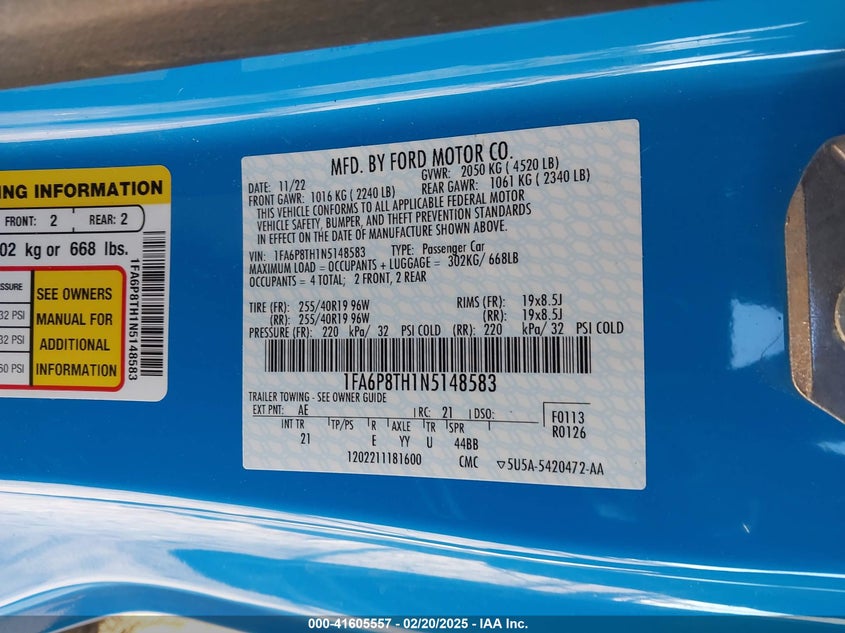 NG INFORMATION
FRONT: 2 REAR: 2
02 kg or 668 lbs.
SSURE
32 PSI
32 PSI
60 PSI
SEE OWNERS
MANUAL FOR
ADDITIONAL
INFORMATION
1FA6P8TH1N5148583
MFD. BY FORD MOTOR CO.
DATE: 11/22 GVWR: 2050 KG ( 4520 LB)
FRONT GAWR: 1016 KG ( 2240 LB) REAR GAWR: 1061 KG ( 2340 LB)
THIS VEHICLE CONFORMS TO ALL APPLICABLE FEDERAL MOTOR
VEHICLE SAFETY, BUMPER, AND THEFT PREVENTION STANDARDS
IN EFFECT ON THE DATE OF MANUFACTURE SHOWN ABOVE.
VIN: 1FA6P8TH1N5148583 TYPE: Passenger Car
MAXIMUM LOAD = OCCUPANTS + LUGGAGE = 302KG/ 668LB
OCCUPANTS = 4 TOTAL; 2 FRONT, 2 REAR
TIRE (FR): 255/40R19 96W RIMS (FR): 19x8.5J
(RR): 255/40R19 96W (RR): 19x8.5J
PRESSURE (FR): 220 kPa/ 32 PSI COLD (RR): 220 kPa/ 32 PSI COLD
1FA6P8TH1N5148583
TRAILER TOWING - SEE OWNER GUIDE
EXT PNT: AE RC: 21 DSO: F0113
INT TR TP/PS R AXLE TR SPR R0126
21 E YY U 44BB
1202211181600 CMC ▽5U5A-5420472-AA
000-41605557 - 02/20/2025 - IAA Inc.